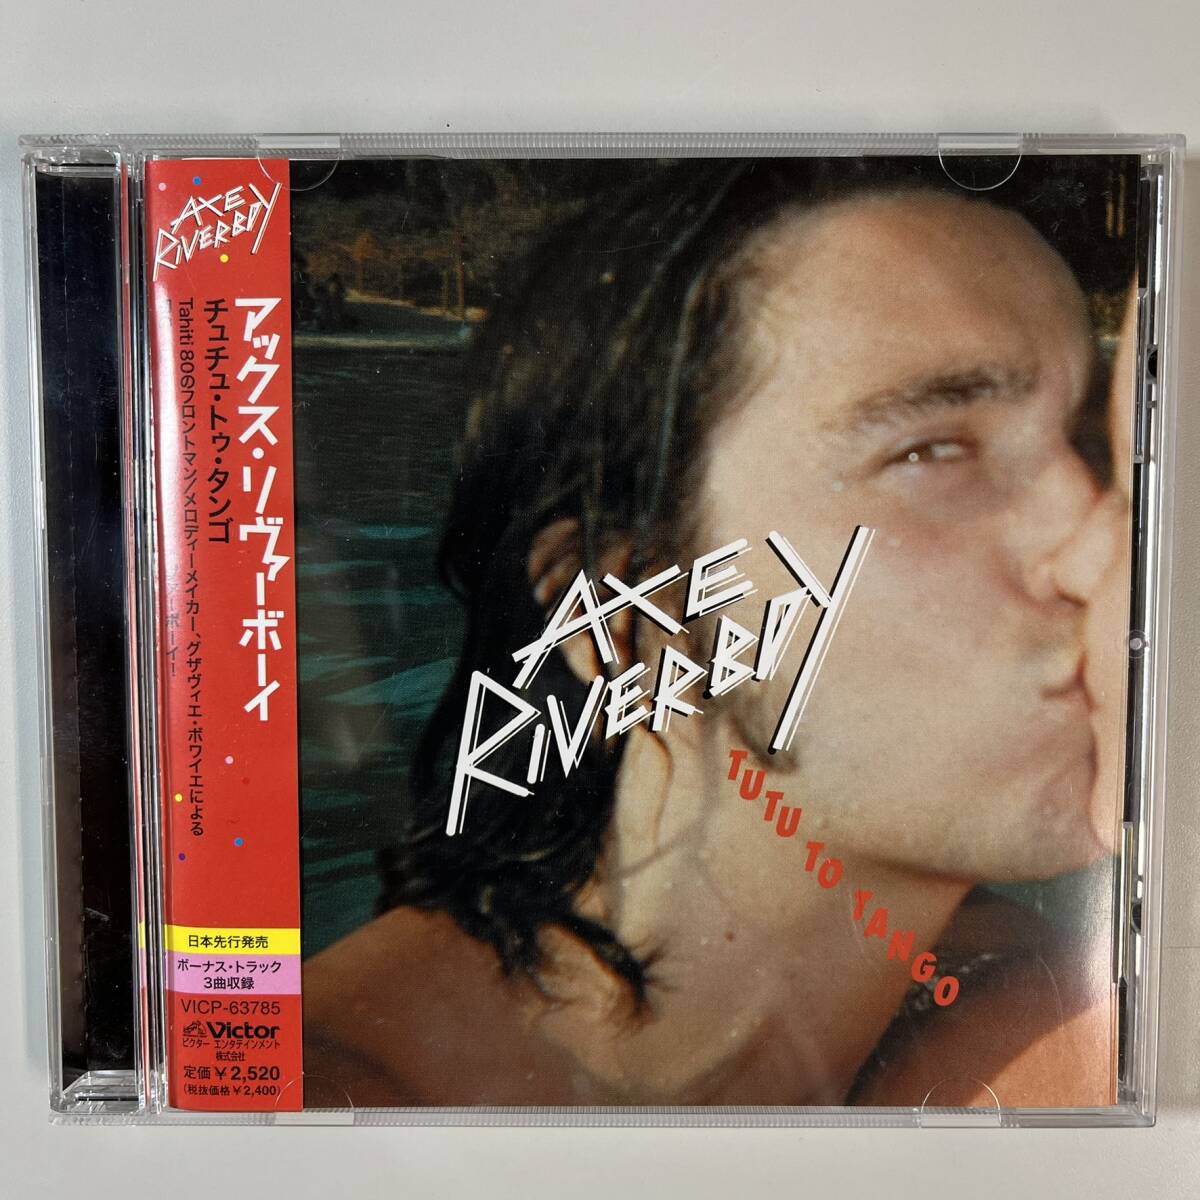 AXE
RIVERBOY
アックス・リヴァーボーイ
チュチュ・トゥ・タンゴ
Tahiti 80のフロントマン/メロディーメイカー、グザヴィエ・ボワイエによる
ァーボーイ!
日本先行発売
ボーナス・トラック
3曲収録
VICP-63785
Victor
ビクター エンタテインメント
株式会社
定価￥2,520
(税抜価格￥2,400)
AXE
RIVERBOY
TUTU TO TANGO